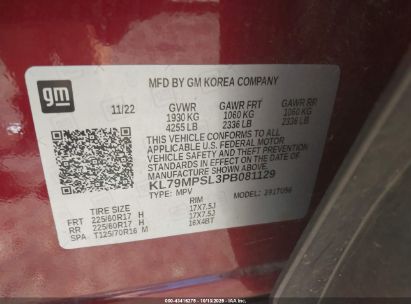 gm
MFD BY GM KOREA COMPANY
11/22 GVWR GAWR FRT GAWR RR
1930 KG 1060 KG 1060 KG
4255 LB 2336 LB 2336 LB
THIS VEHICLE CONFORMS TO ALL APPLICABLE
U.S. FEDERAL MOTOR
VEHICLE SAFETY, BUMPER, AND THEFT PREVENTION
STANDARDS IN EFFECT ON THE DATE OF
MANUFACTURE SHOWN ABOVE.
KL79MPSL3PB081129
TYPE: MPV MODEL:
TIRE SIZE RIM
FRT 225/60R17 H 17X7.5J
RR 225/60R17 H 17X7.5J
SPA T125/70R16 M 16X4BT